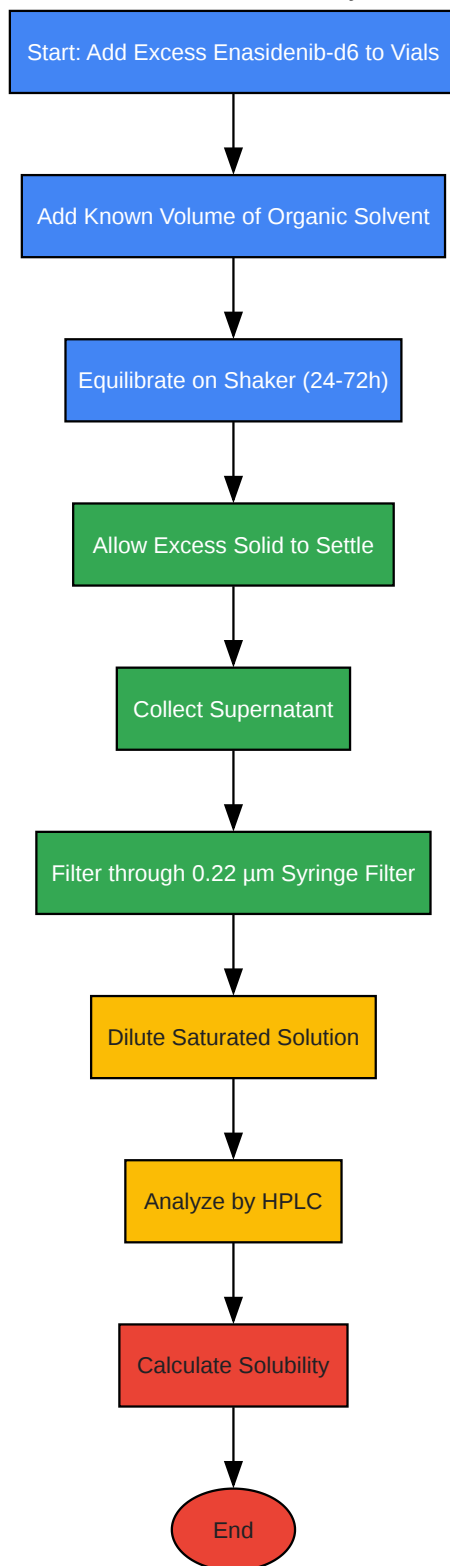 Start: Add Excess Enasidenib-d6 to Vials
Add Known Volume of Organic Solvent
Equilibrate on Shaker (24-72h)
Allow Excess Solid to Settle
Collect Supernatant
Filter through 0.22 µm Syringe Filter
Dilute Saturated Solution
Analyze by HPLC
Calculate Solubility
End